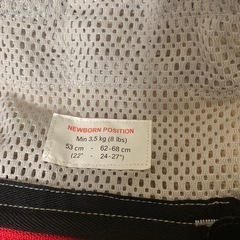 NEWBORN POSITION
Min 3,5 kg (8 lbs)
53 cm - 62-68 cm
(22" - 24-27")